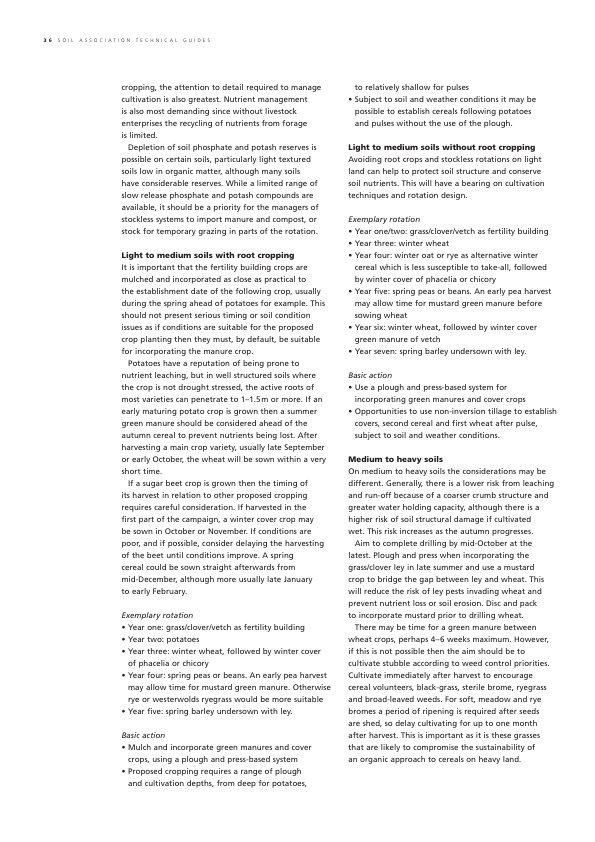 36 SOIL ASSOCIATION TECHNICAL GUIDES
cropping, the attention to detail required to manage
cultivation is also greatest. Nutrient management
is also most demanding since without livestock
enterprises the recycling of nutrients from forage
is limited.
Depletion of soil phosphate and potash reserves is
possible on certain soils, particularly light textured
soils low in organic matter, although many soils
have considerable reserves. While a limited range of
slow release phosphate and potash compounds are
available, it should be a priority for the managers of
stockless systems to import manure and compost, or
stock for temporary grazing in parts of the rotation.
Light to medium soils with root cropping
It is important that the fertility building crops are
mulched and incorporated as close as practical to
the establishment date of the following crop, usually
during the spring ahead of potatoes for example. This
should not present serious timing or soil condition
issues as if conditions are suitable for the proposed
crop planting then they must, by default, be suitable
for incorporating the manure crop.
Potatoes have a reputation of being prone to
nutrient leaching, but in well structured soils where
the crop is not drought stressed, the active roots of
most varieties can penetrate to 1–1.5m or more. If an
early maturing potato crop is grown then a summer
green manure should be considered ahead of the
autumn cereal to prevent nutrients being lost. After
harvesting a main crop variety, usually late September
or early October, the wheat will be sown within a very
short time.
If a sugar beet crop is grown then the timing of
its harvest in relation to other proposed cropping
requires careful consideration. If harvested in the
first part of the campaign, a winter cover crop may
be sown in October or November. If conditions are
poor, and if possible, consider delaying the harvesting
of the beet until conditions improve. A spring
cereal could be sown straight afterwards from
mid-December, although more usually late January
to early February.
Exemplary rotation
• Year one: grass/clover/vetch as fertility building
• Year two: potatoes
• Year three: winter wheat, followed by winter cover
of phacelia or chicory
• Year four: spring peas or beans. An early pea harvest
may allow time for mustard green manure. Otherwise
rye or westerwolds ryegrass would be more suitable
• Year five: spring barley undersown with ley.
Basic action
• Mulch and incorporate green manures and cover
crops, using a plough and press-based system
• Proposed cropping requires a range of plough
and cultivation depths, from deep for potatoes,
to relatively shallow for pulses
• Subject to soil and weather conditions it may be
possible to establish cereals following potatoes
and pulses without the use of the plough.
Light to medium soils without root cropping
Avoiding root crops and stockless rotations on light
land can help to protect soil structure and conserve
soil nutrients. This will have a bearing on cultivation
techniques and rotation design.
Exemplary rotation
• Year one/two: grass/clover/vetch as fertility building
• Year three: winter wheat
• Year four: winter oat or rye as alternative winter
cereal which is less susceptible to take-all, followed
by winter cover of phacelia or chicory
• Year five: spring peas or beans. An early pea harvest
may allow time for mustard green manure before
sowing wheat
• Year six: winter wheat, followed by winter cover
green manure of vetch
• Year seven: spring barley undersown with ley.
Basic action
• Use a plough and press-based system for
incorporating green manures and cover crops
• Opportunities to use non-inversion tillage to establish
covers, second cereal and first wheat after pulse,
subject to soil and weather conditions.
Medium to heavy soils
On medium to heavy soils the considerations may be
different. Generally, there is a lower risk from leaching
and run-off because of a coarser crumb structure and
greater water holding capacity, although there is a
higher risk of soil structural damage if cultivated
wet. This risk increases as the autumn progresses.
Aim to complete drilling by mid-October at the
latest. Plough and press when incorporating the
grass/clover ley in late summer and use a mustard
crop to bridge the gap between ley and wheat. This
will reduce the risk of ley pests invading wheat and
prevent nutrient loss or soil erosion. Disc and pack
to incorporate mustard prior to drilling wheat.
There may be time for a green manure between
wheat crops, perhaps 4–6 weeks maximum. However,
if this is not possible then the aim should be to
cultivate stubble according to weed control priorities.
Cultivate immediately after harvest to encourage
cereal volunteers, black-grass, sterile brome, ryegrass
and broad-leaved weeds. For soft, meadow and rye
bromes a period of ripening is required after seeds
are shed, so delay cultivating for up to one month
after harvest. This is important as it is these grasses
that are likely to compromise the sustainability of
an organic approach to cereals on heavy land.